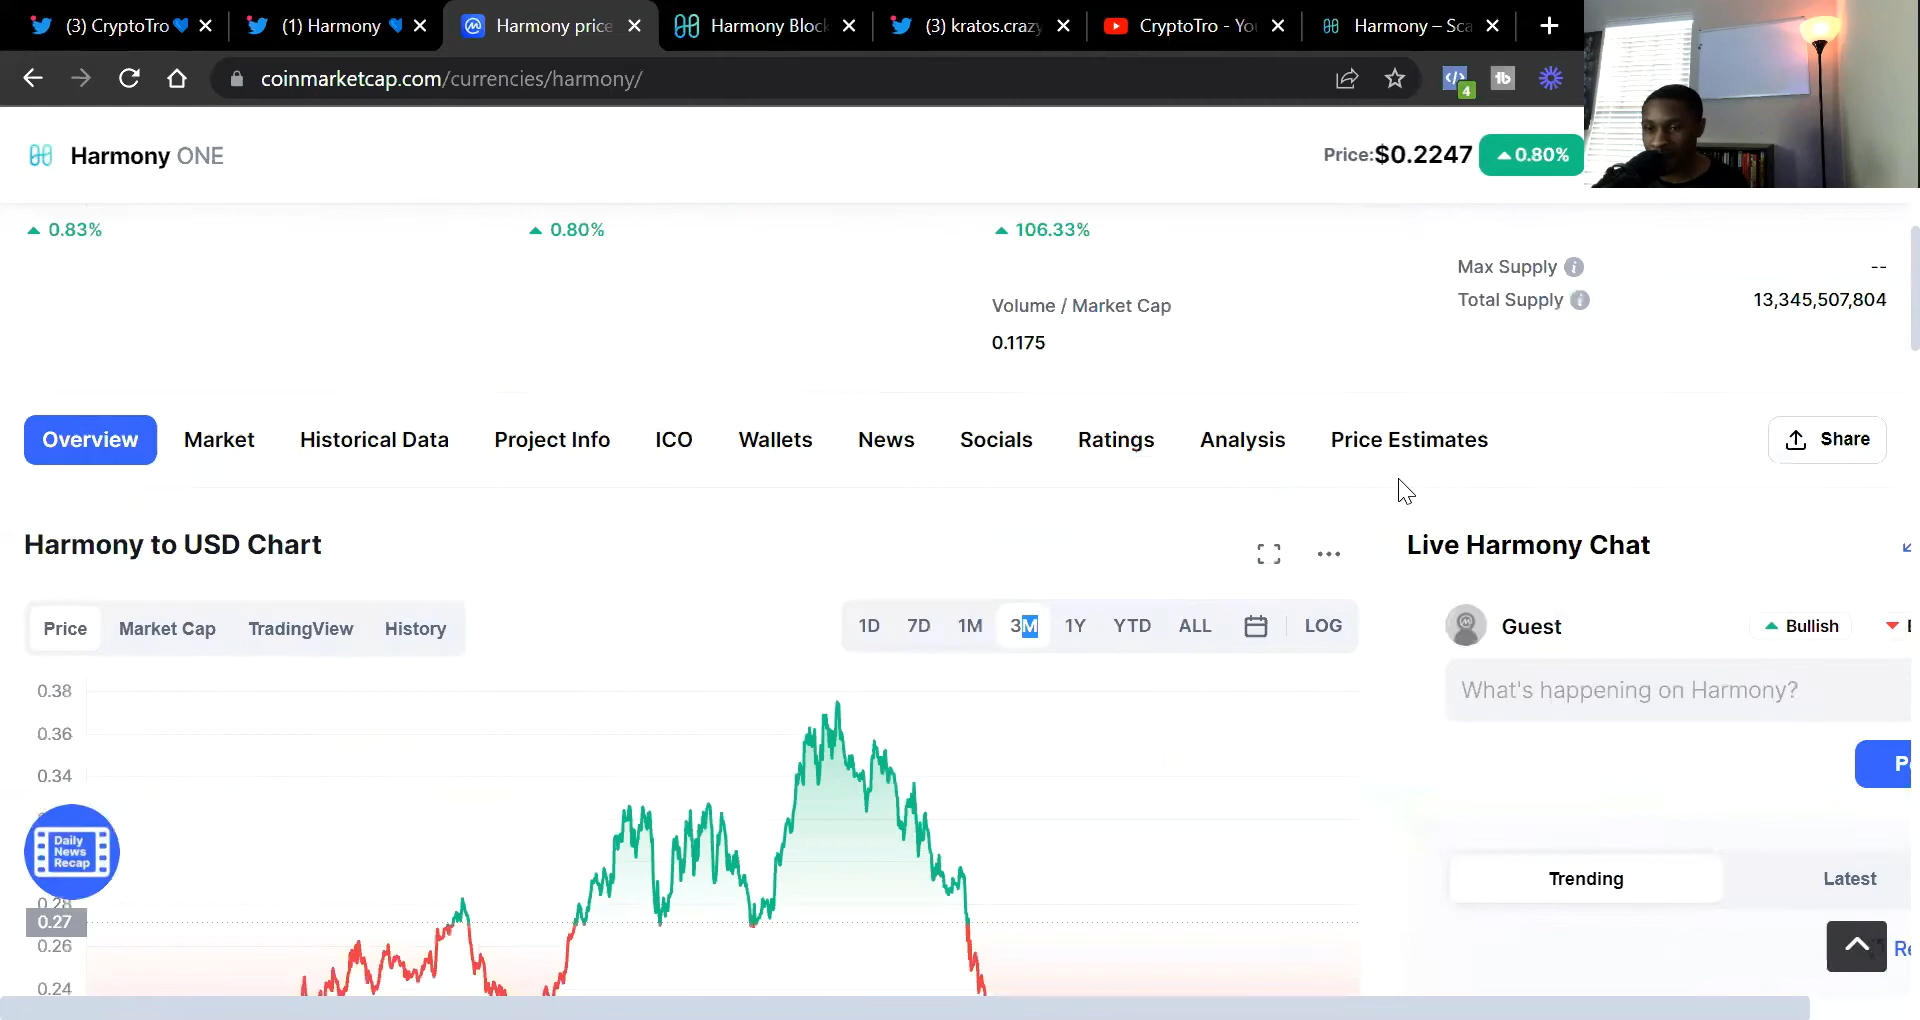 (3) CryptoTro
(1) Harmony
Harmony price
Harmony Block
(3) kratos.crazy
CryptoTro - Yo
Harmony – Sca
coinmarketcap.com/currencies/harmony/
4
tb
Harmony ONE
Price:$0.2247
0.80%
0.83%
0.80%
106.33%
Max Supply
--
Total Supply
13,345,507,804
Volume / Market Cap
0.1175
Overview
Market
Historical Data
Project Info
ICO
Wallets
News
Socials
Ratings
Analysis
Price Estimates
Share
Harmony to USD Chart
Live Harmony Chat
Price
Market Cap
TradingView
History
1D
7D
1M
3M
1Y
YTD
ALL
LOG
Guest
Bullish
What's happening on Harmony?
0.38
0.36
0.34
Daily
News
Recap
0.28
0.27
0.26
0.24
Trending
Latest